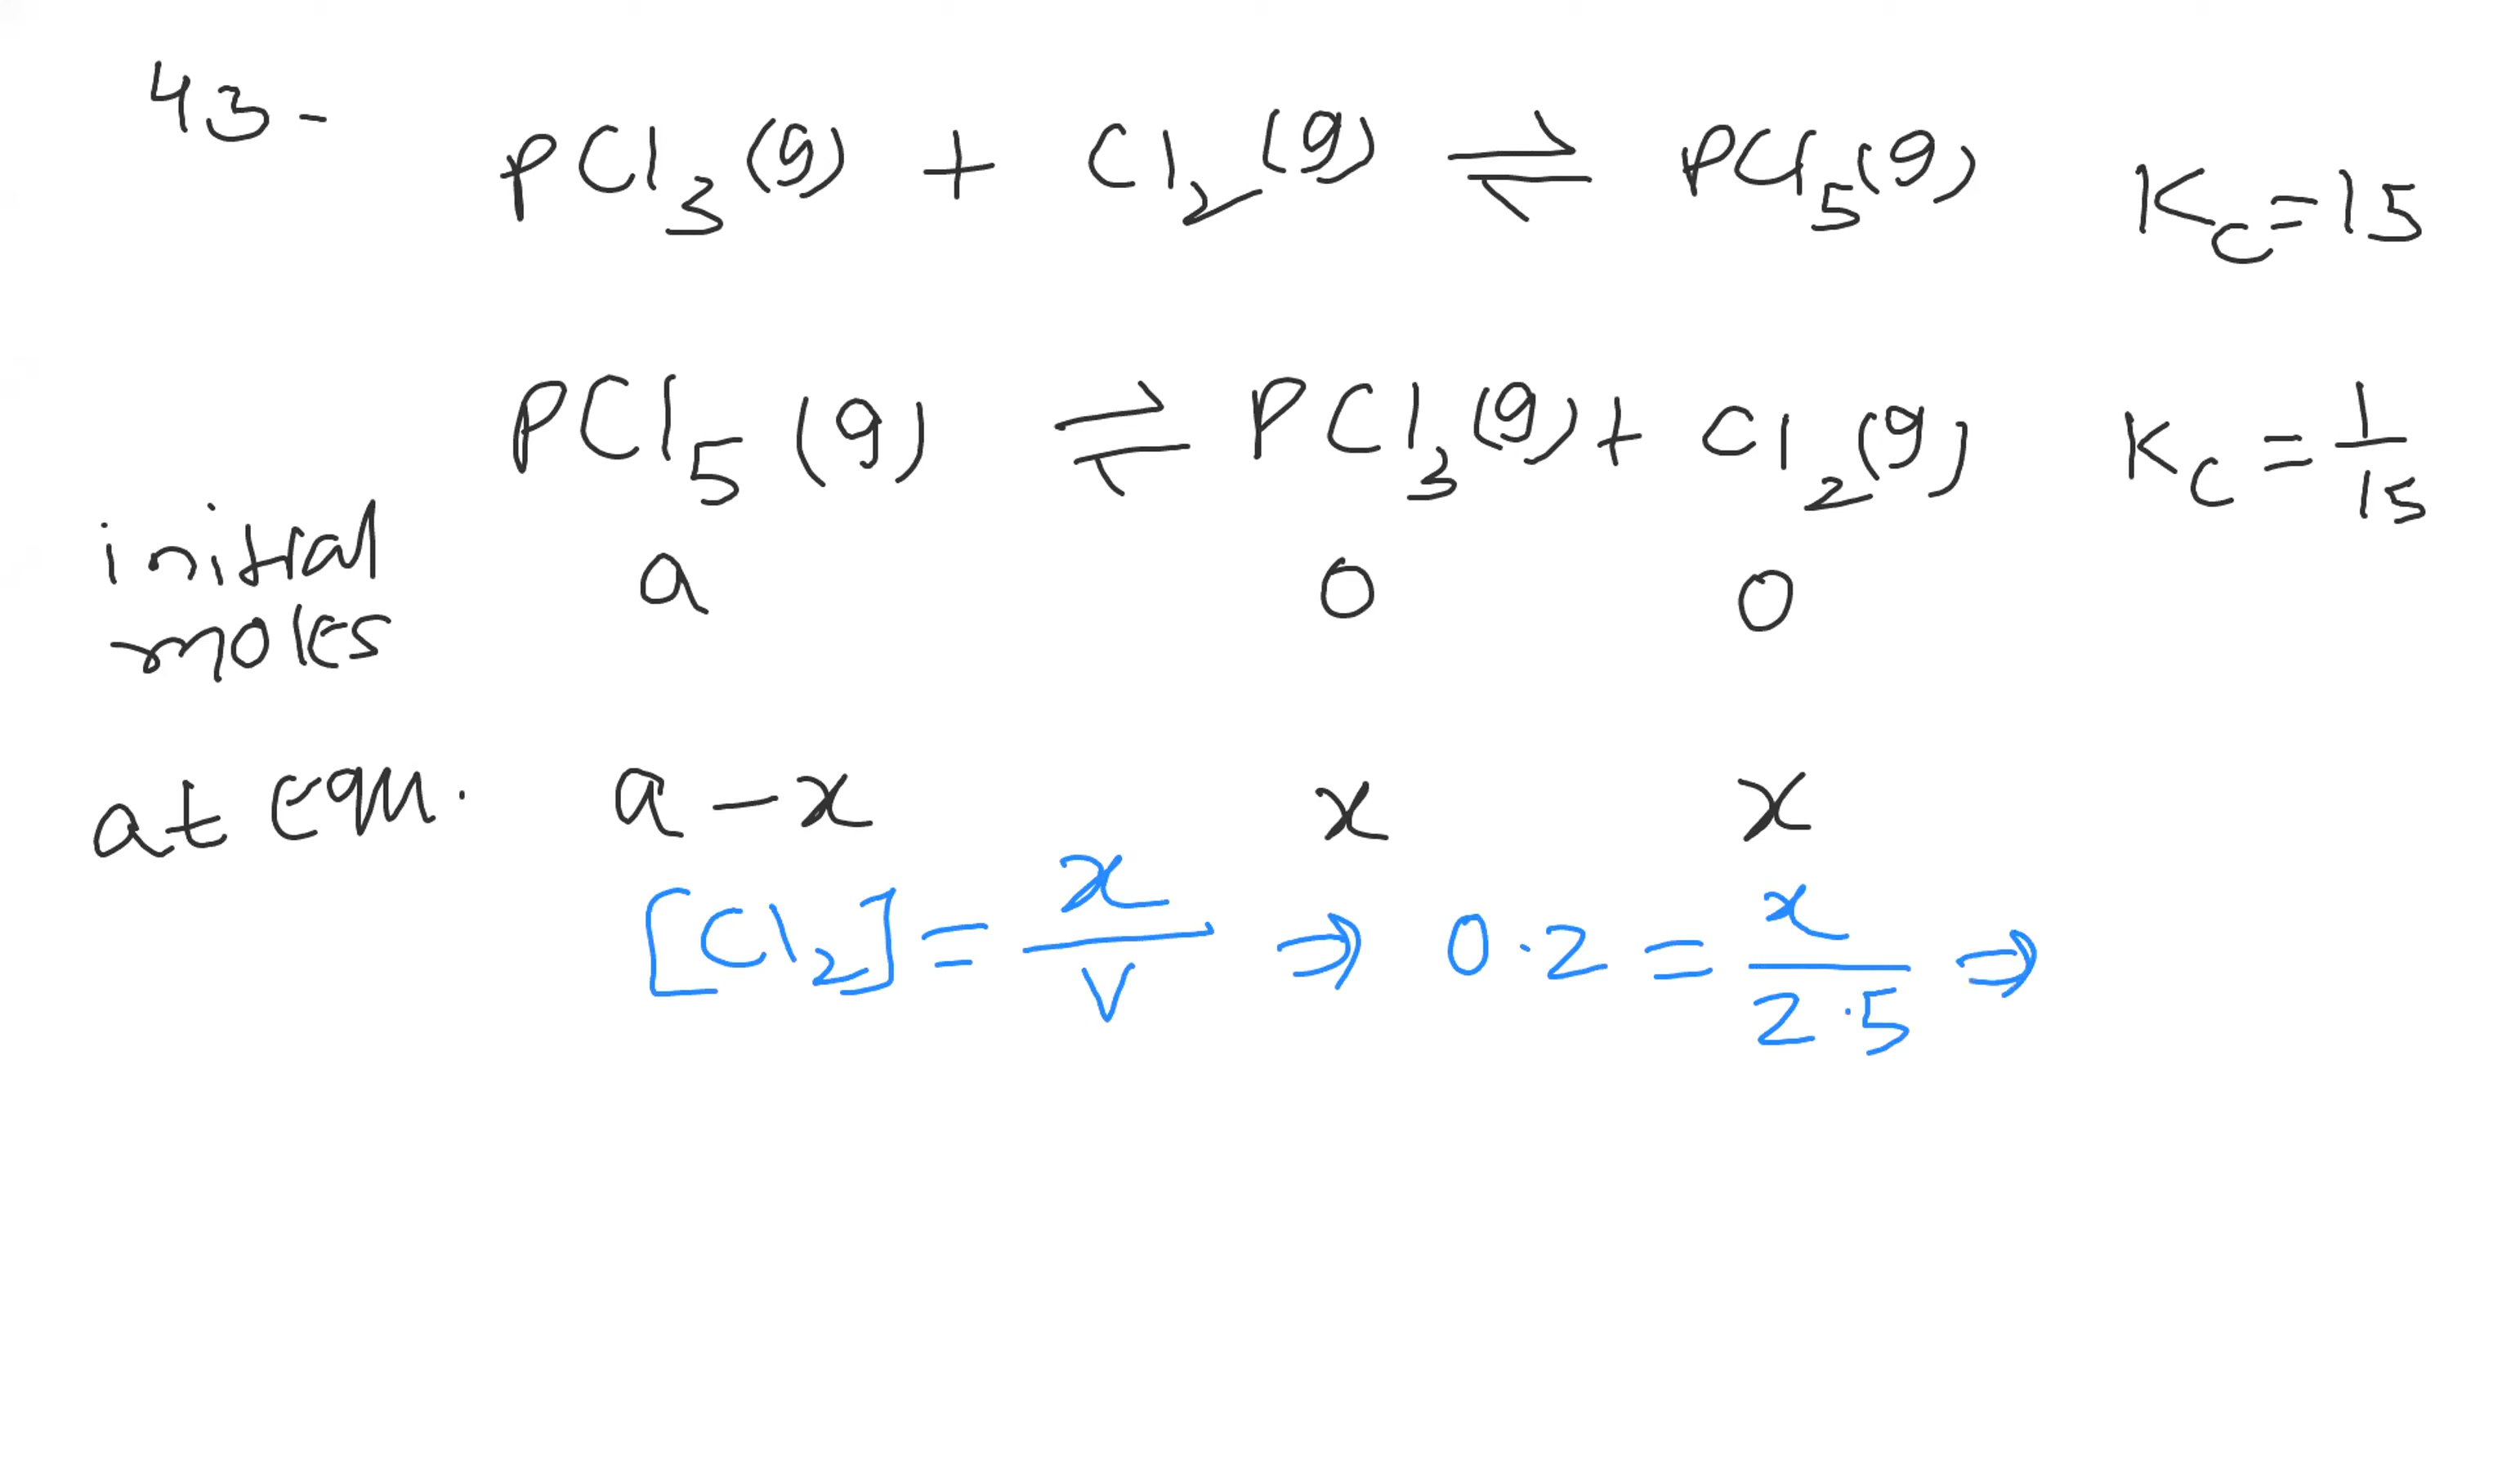 43-
PCl₃(g) + Cl₂(g) ⇌ PCl₅(g) Kc=15
PCl₅(g) ⇌ PCl₃(g) + Cl₂(g) Kc = 1/15
initial moles a 0 0
at equ. a-x x x
[Cl₂] = x/V ⇒ 0.2 = x/2.5 ⇒